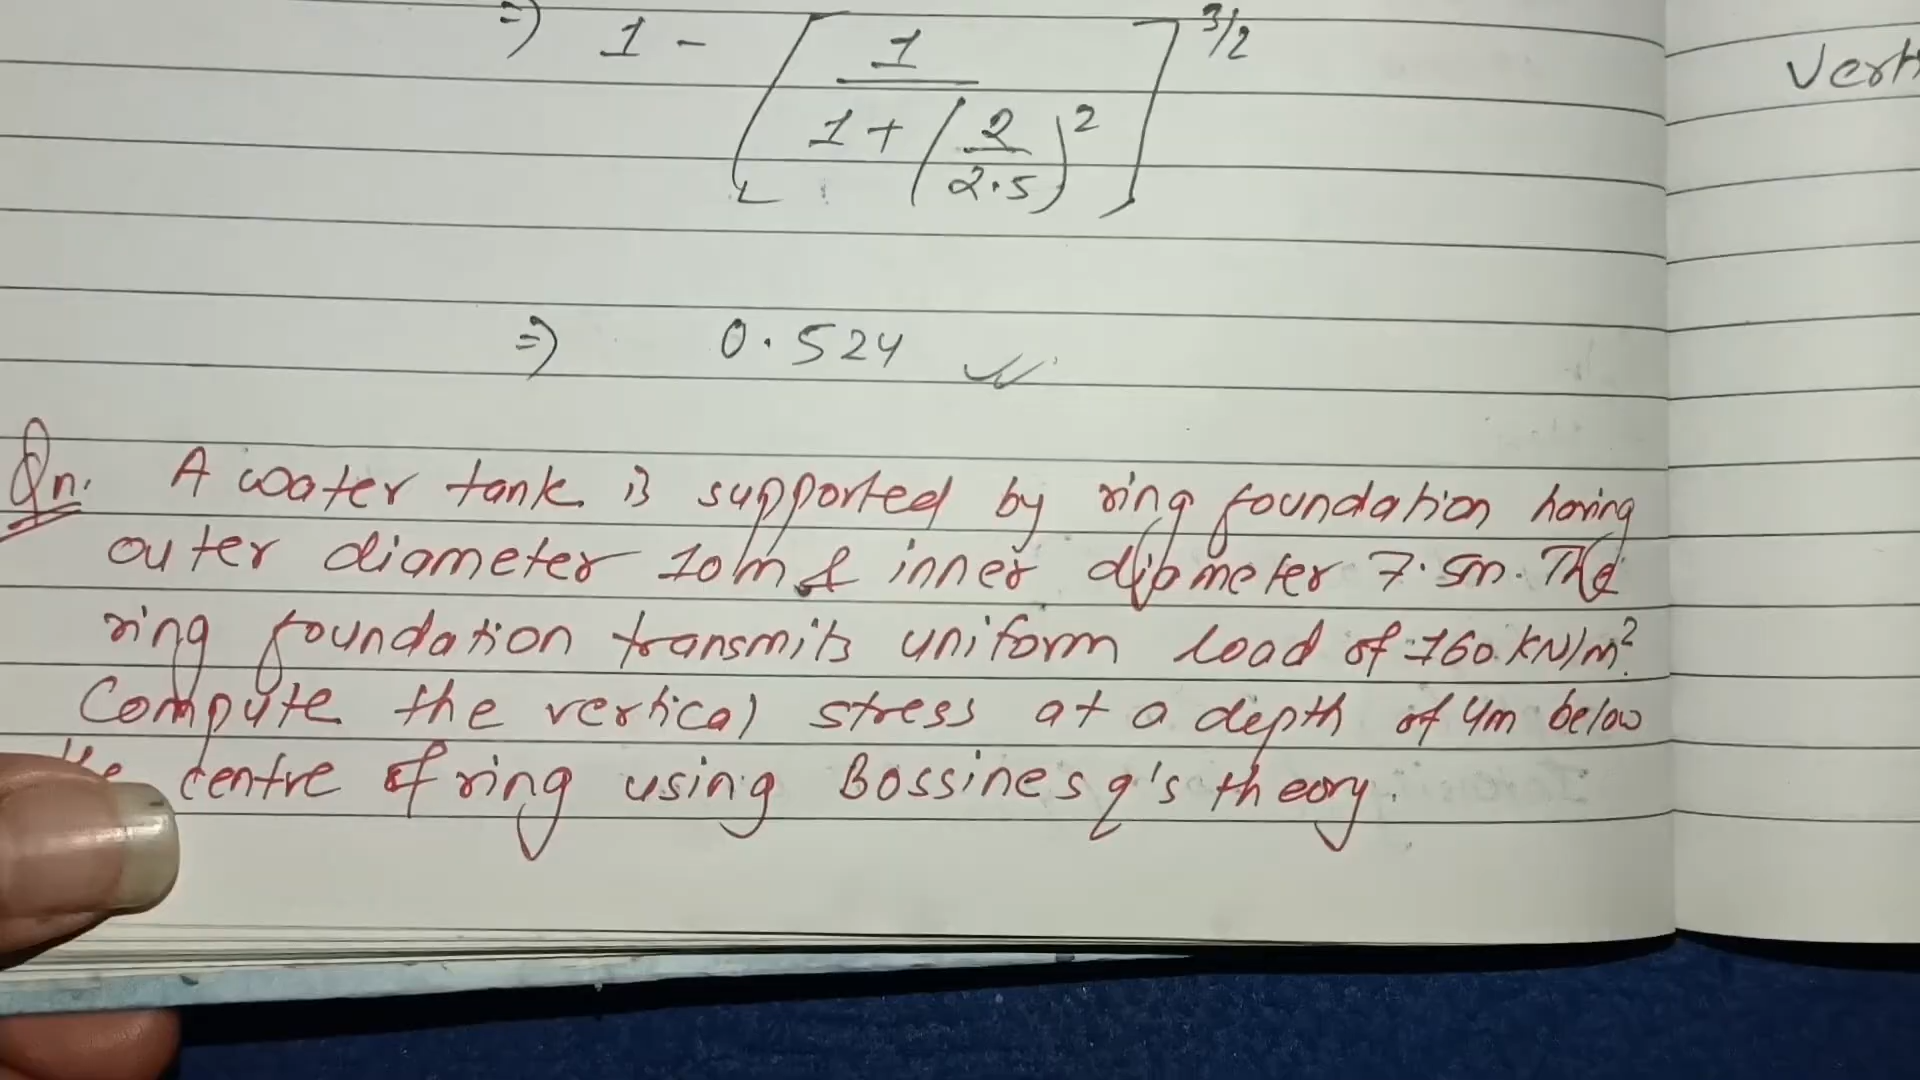 =) 1 - [ 1 / 1 + ( 2 / 2.5 )² ] 3/2
Verti
=) 0.524
Qn. A water tank is supported by ring foundation having
outer diameter 10m & inner diameter 7.5m. The
ring foundation transmits uniform load of 160 kN/m².
Compute the vertical stress at a depth of 4m below
the centre of ring using Bossinesq's theory.